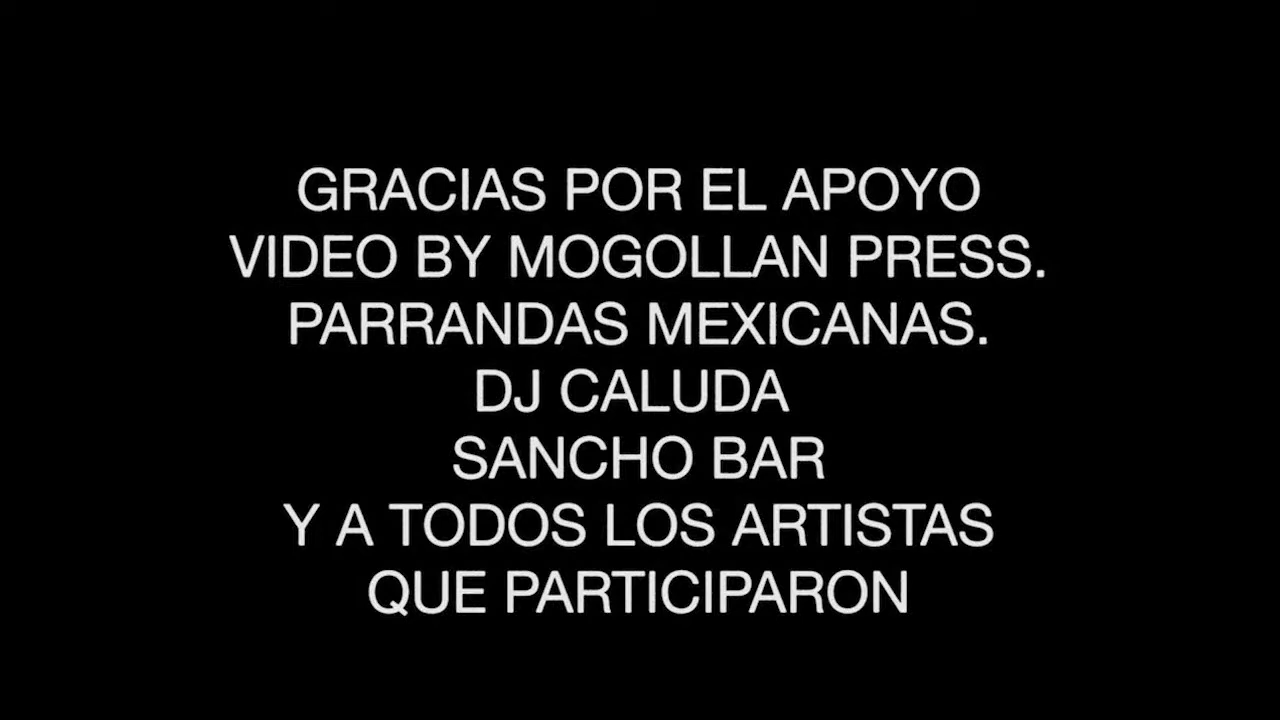 GRACIAS POR EL APOYO
VIDEO BY MOGOLLAN PRESS.
PARRANDAS MEXICANAS.
DJ CALUDA
SANCHO BAR
Y A TODOS LOS ARTISTAS
QUE PARTICIPARON